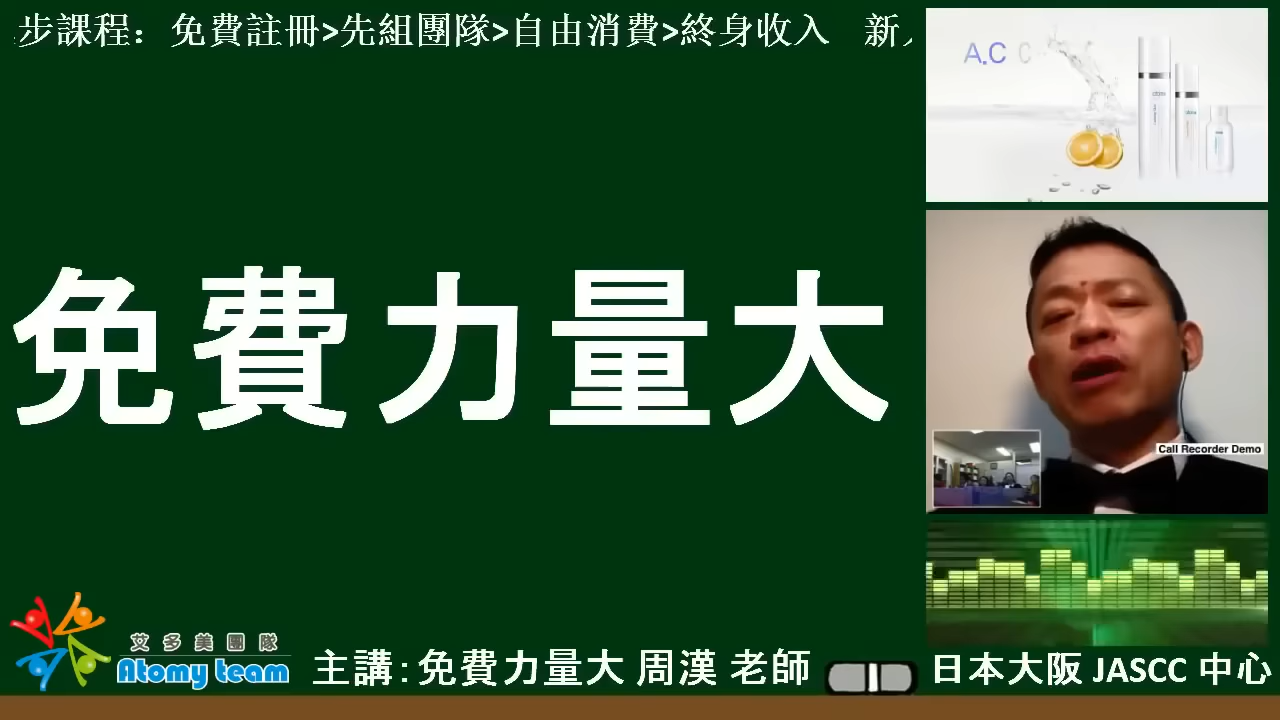 步課程：免費註冊>先組團隊>自由消費>終身收入 新
A.C
免費力量大
Call Recorder Demo
艾多美團隊
Atomy team
主講：免費力量大 周漢 老師
日本大阪 JASCC 中心